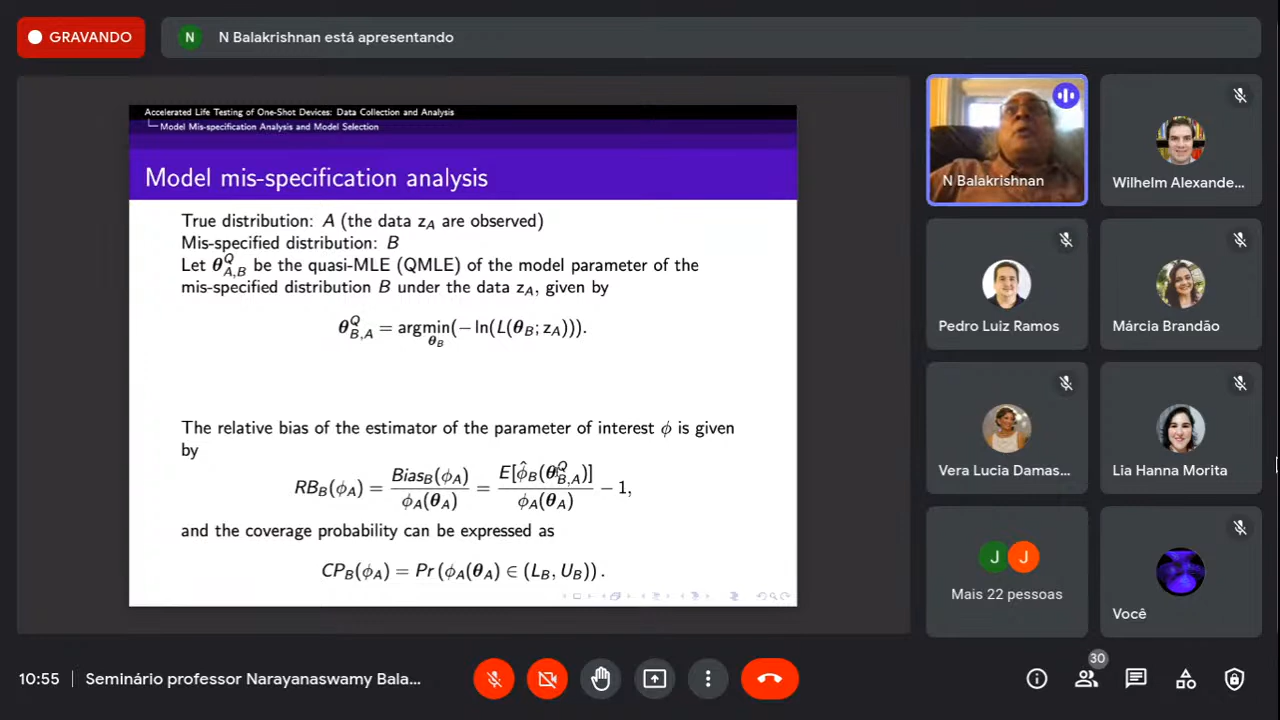 GRAVANDO
N
N Balakrishnan está apresentando
Accelerated Life Testing of One-Shot Devices: Data Collection and Analysis
Model Mis-specification Analysis and Model Selection
Model mis-specification analysis
True distribution: A (the data z_A are observed)
Mis-specified distribution: B
Let θ^Q_{A,B} be the quasi-MLE (QMLE) of the model parameter of the
mis-specified distribution B under the data z_A, given by
θ^Q_{B,A} = argmin_{θ_B}(− ln(L(θ_B; z_A))).
The relative bias of the estimator of the parameter of interest ϕ is given
by
RB_B(ϕ_A) = Bias_B(ϕ_A) / ϕ_A(θ_A) = E[ϕ̂_B(θ^Q_{B,A})] / ϕ_A(θ_A) − 1,
and the coverage probability can be expressed as
CP_B(ϕ_A) = Pr (ϕ_A(θ_A) ∈ (L_B, U_B)) .
N Balakrishnan
Wilhelm Alexande...
Pedro Luiz Ramos
Márcia Brandão
Vera Lucia Damas...
Lia Hanna Morita
J J
Mais 22 pessoas
Você
10:55 | Seminário professor Narayanaswamy Bala...
30